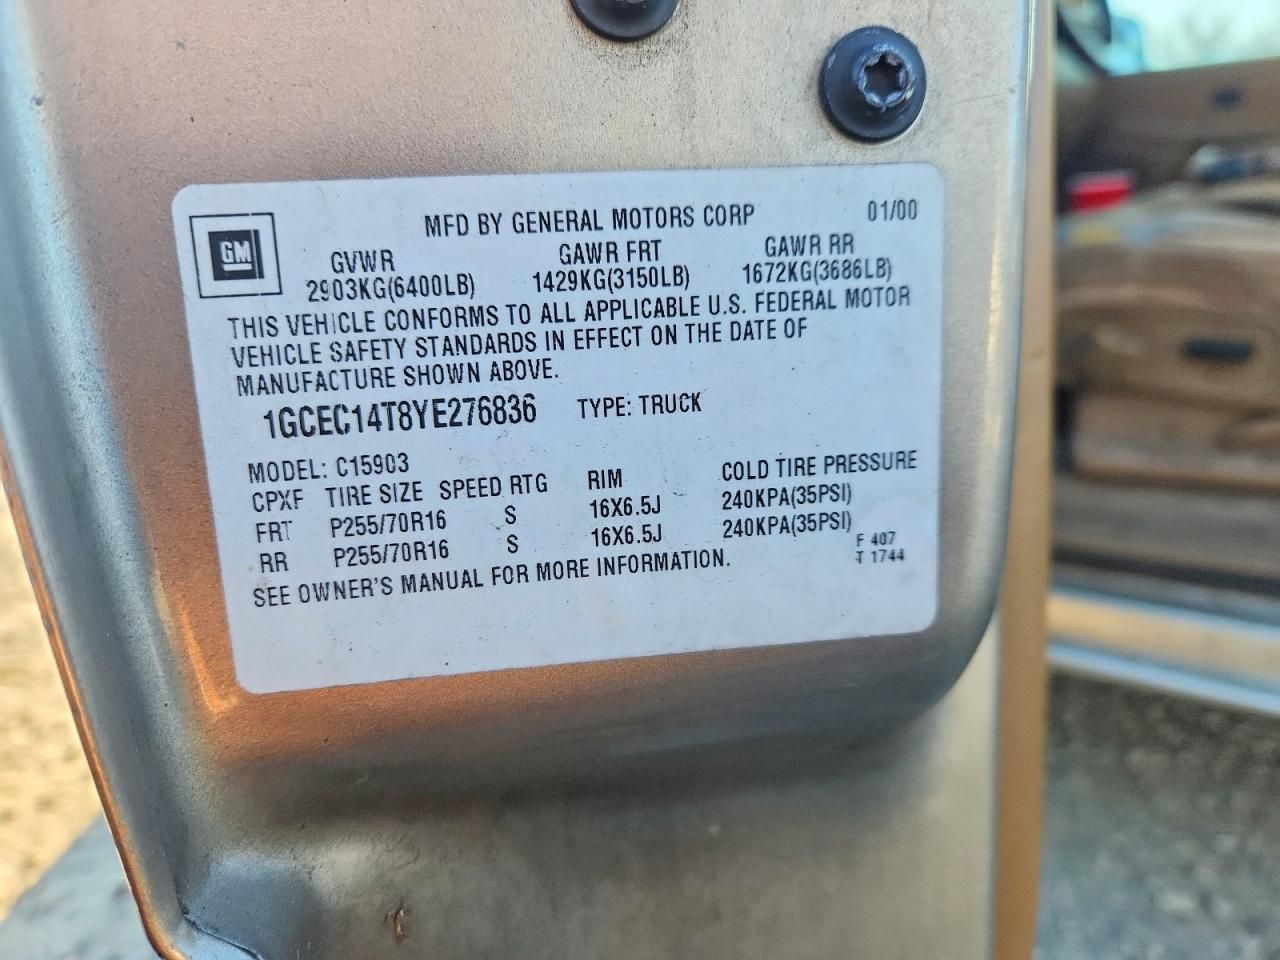 GM
MFD BY GENERAL MOTORS CORP 01/00
GVWR GAWR FRT GAWR RR
2903KG(6400LB) 1429KG(3150LB) 1672KG(3686LB)
THIS VEHICLE CONFORMS TO ALL APPLICABLE U.S. FEDERAL MOTOR
VEHICLE SAFETY STANDARDS IN EFFECT ON THE DATE OF
MANUFACTURE SHOWN ABOVE.
1GCEC14T8YE276836 TYPE: TRUCK
MODEL: C15903
CPXF TIRE SIZE SPEED RTG RIM COLD TIRE PRESSURE
FRT P255/70R16 S 16X6.5J 240KPA(35PSI)
RR P255/70R16 S 16X6.5J 240KPA(35PSI)
SEE OWNER'S MANUAL FOR MORE INFORMATION.
F 407
T 1744